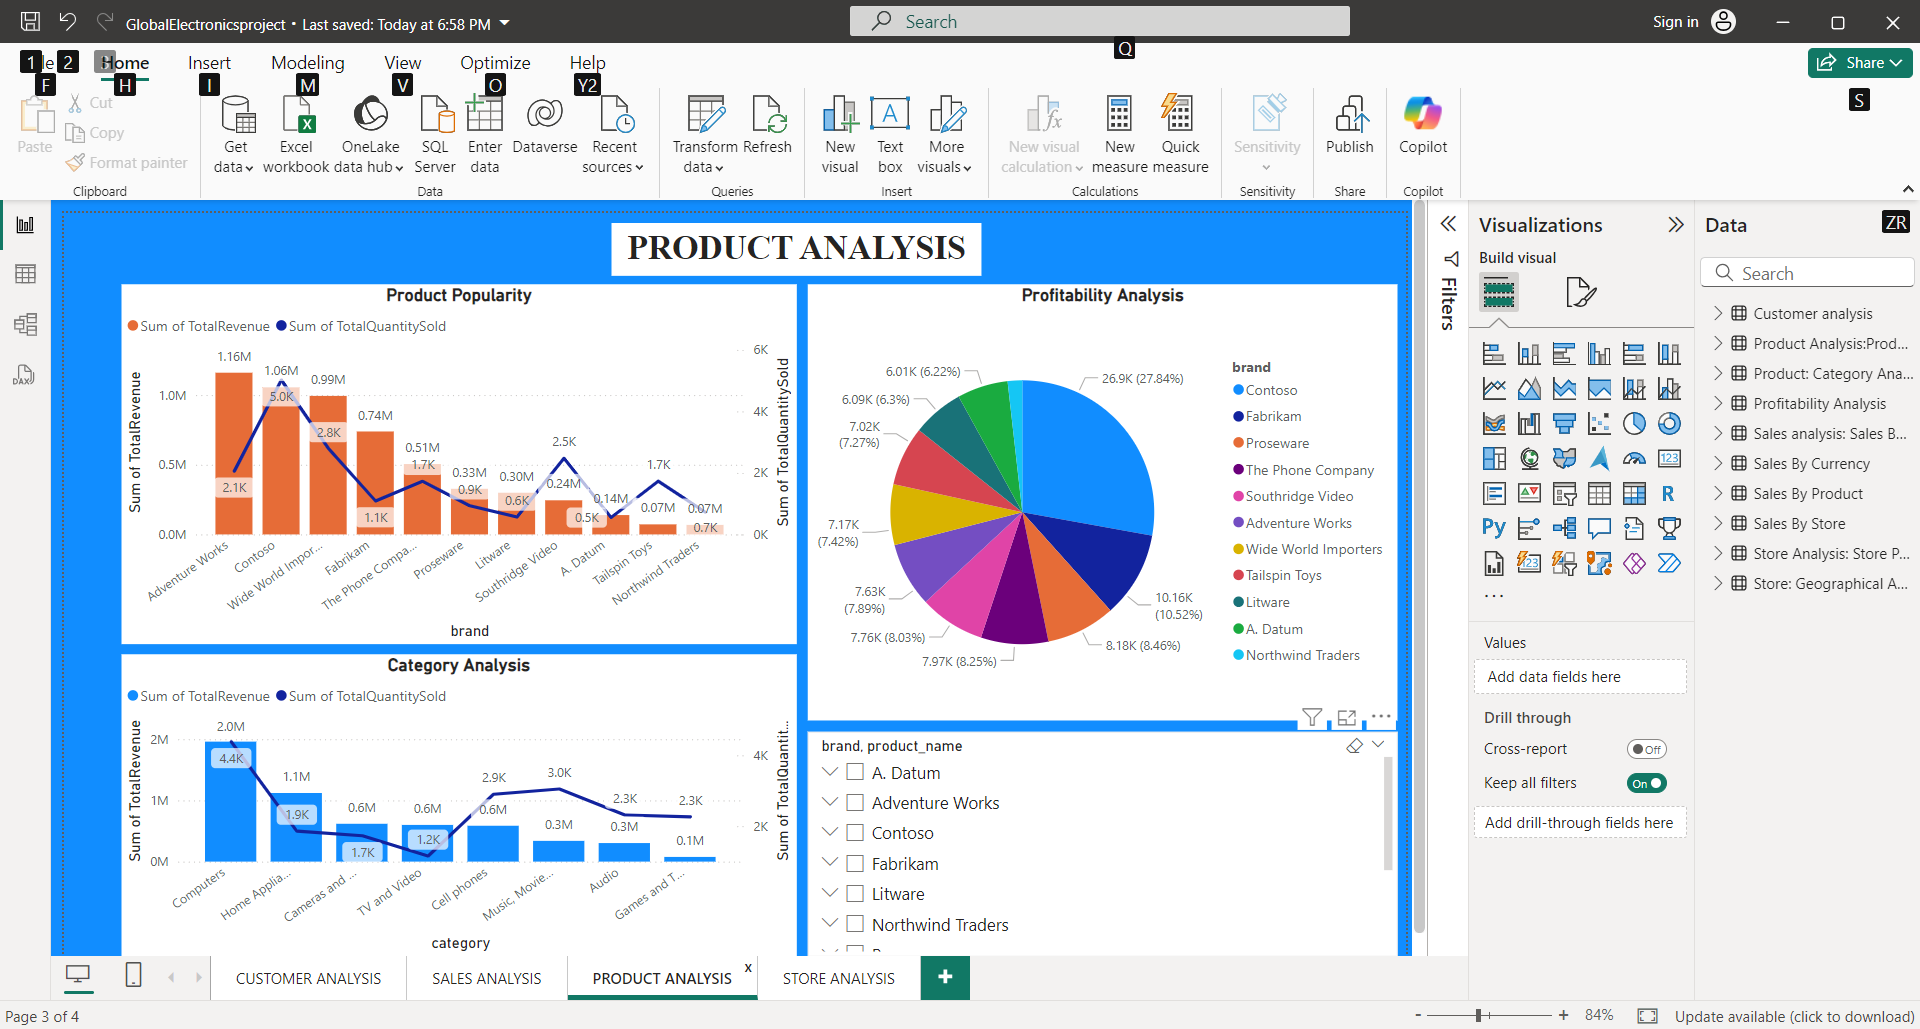 GlobalElectronicsproject • Last saved: Today at 6:58 PM
Search
Sign in
Q
1 2
Home Insert Modeling View Optimize Help
Share
F H I M V O Y2 S
Paste
Cut
Copy
Format painter
Clipboard
Get data
Excel workbook
OneLake data hub
SQL Server
Enter data
Dataverse
Recent sources
Data
Transform data
Refresh
Queries
New visual
Text box
More visuals
Insert
New visual calculation
New measure
Quick measure
Calculations
Sensitivity
Sensitivity
Publish
Share
Copilot
Copilot
PRODUCT ANALYSIS
Product Popularity
Sum of TotalRevenue Sum of TotalQuantitySold
Sum of TotalRevenue
1.0M
0.5M
0.0M
1.16M
1.06M
0.99M
0.74M
0.51M
0.33M
0.30M
0.24M
0.14M
0.07M
0.07M
2.1K
5.0K
2.8K
1.1K
1.7K
0.9K
0.6K
2.5K
0.5K
1.7K
0.7K
6K
4K
2K
0K
Sum of TotalQuantitySold
Adventure Works
Contoso
Wide World Impor...
Fabrikam
The Phone Compa...
Proseware
Litware
Southridge Video
A. Datum
Tailspin Toys
Northwind Traders
brand
Category Analysis
Sum of TotalRevenue Sum of TotalQuantitySold
Sum of TotalRevenue
2M
1M
0M
2.0M
1.1M
0.6M
0.6M
0.6M
0.3M
0.3M
0.1M
4.4K
1.9K
1.7K
1.2K
2.9K
3.0K
2.3K
2.3K
4K
2K
Sum of TotalQuantit...
Computers
Home Applia...
Cameras and ...
TV and Video
Cell phones
Music, Movie...
Audio
Games and T...
category
Profitability Analysis
26.9K (27.84%)
10.16K
(10.52%)
8.18K (8.46%)
7.97K (8.25%)
7.76K (8.03%)
7.63K
(7.89%)
7.17K
(7.42%)
7.02K
(7.27%)
6.09K (6.3%)
6.01K (6.22%)
brand
Contoso
Fabrikam
Proseware
The Phone Company
Southridge Video
Adventure Works
Wide World Importers
Tailspin Toys
Litware
A. Datum
Northwind Traders
brand, product_name
A. Datum
Adventure Works
Contoso
Fabrikam
Litware
Northwind Traders
Filters
Visualizations
Build visual
R
Py
123
123
...
Values
Add data fields here
Drill through
Cross-report
Off
Keep all filters
On
Add drill-through fields here
Data
ZR
Search
Customer analysis
Product Analysis:Prod...
Product: Category Ana...
Profitability Analysis
Sales analysis: Sales B...
Sales By Currency
Sales By Product
Sales By Store
Store Analysis: Store P...
Store: Geographical A...
DAX
CUSTOMER ANALYSIS
SALES ANALYSIS
PRODUCT ANALYSIS
x
STORE ANALYSIS
+
Page 3 of 4
- + 84%
Update available (click to download)